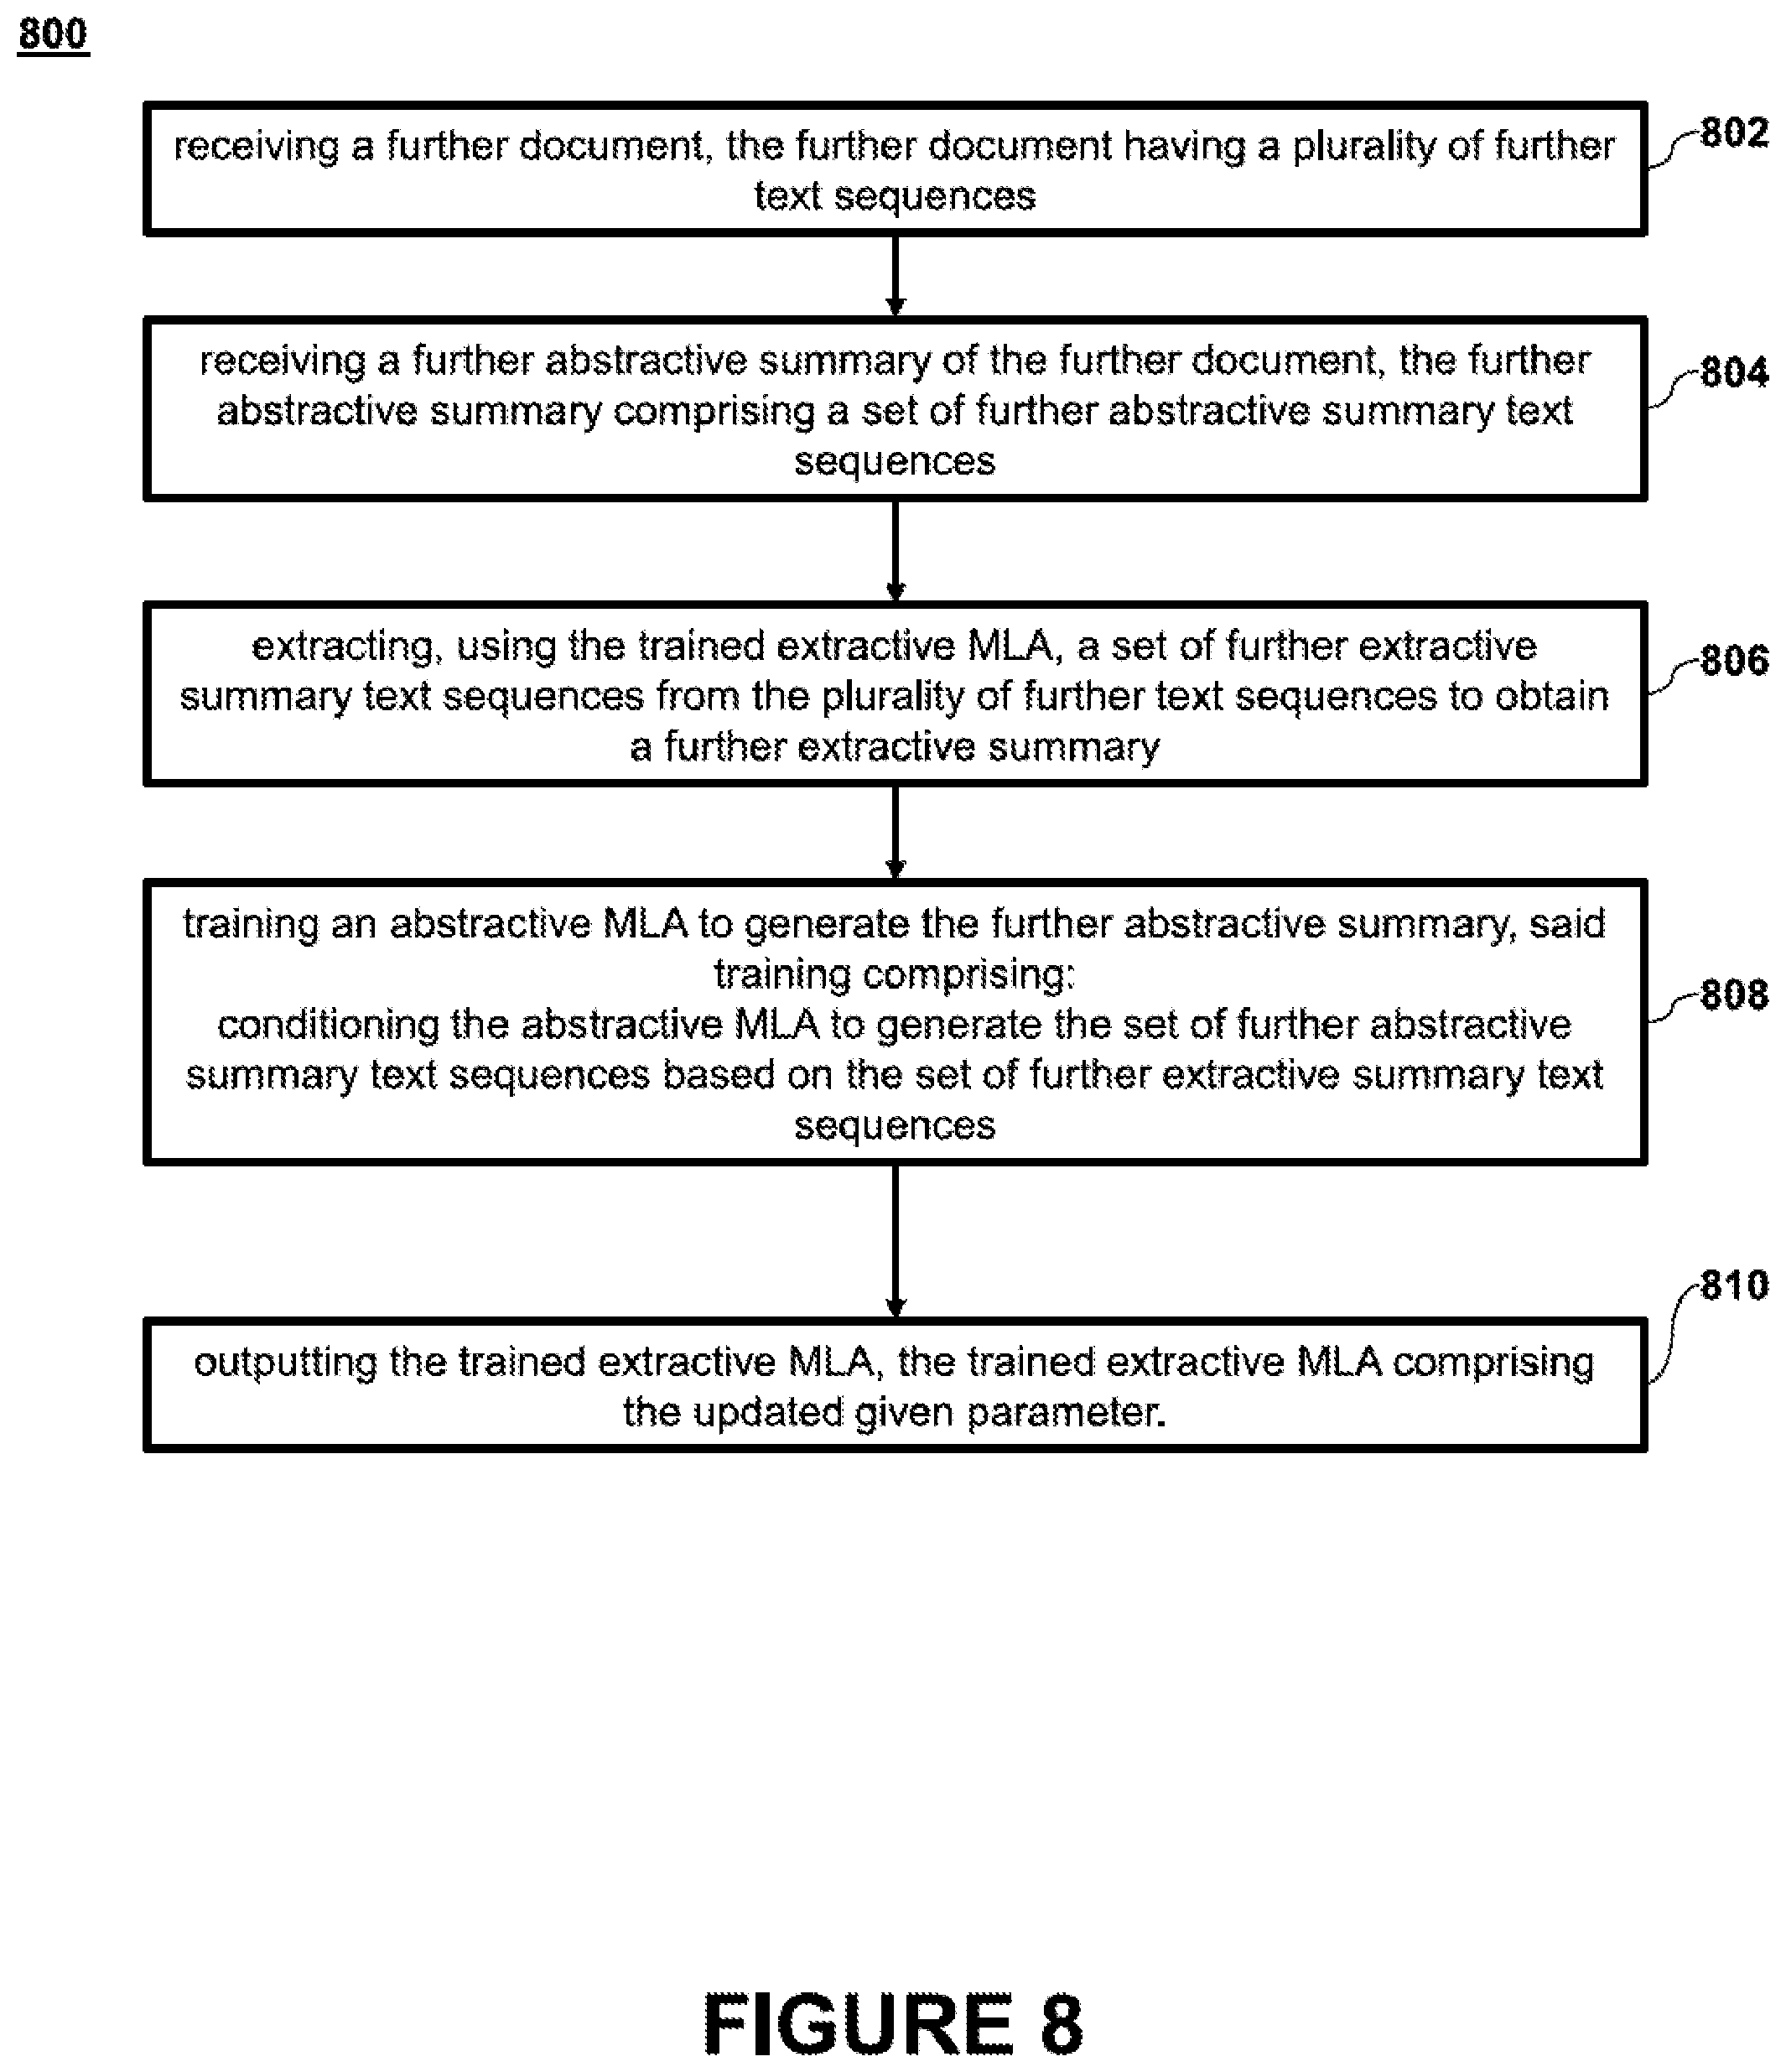 800
receiving a further document, the further document having a plurality of further
text sequences
802
receiving a further abstractive summary of the further document, the further
abstractive summary comprising a set of further abstractive summary text
sequences
804
extracting, using the trained extractive MLA, a set of further extractive
summary text sequences from the plurality of further text sequences to obtain
a further extractive summary
806
training an abstractive MLA to generate the further abstractive summary, said
training comprising:
conditioning the abstractive MLA to generate the set of further abstractive
summary text sequences based on the set of further extractive summary text
sequences
808
outputting the trained extractive MLA, the trained extractive MLA comprising
the updated given parameter.
810
FIGURE 8